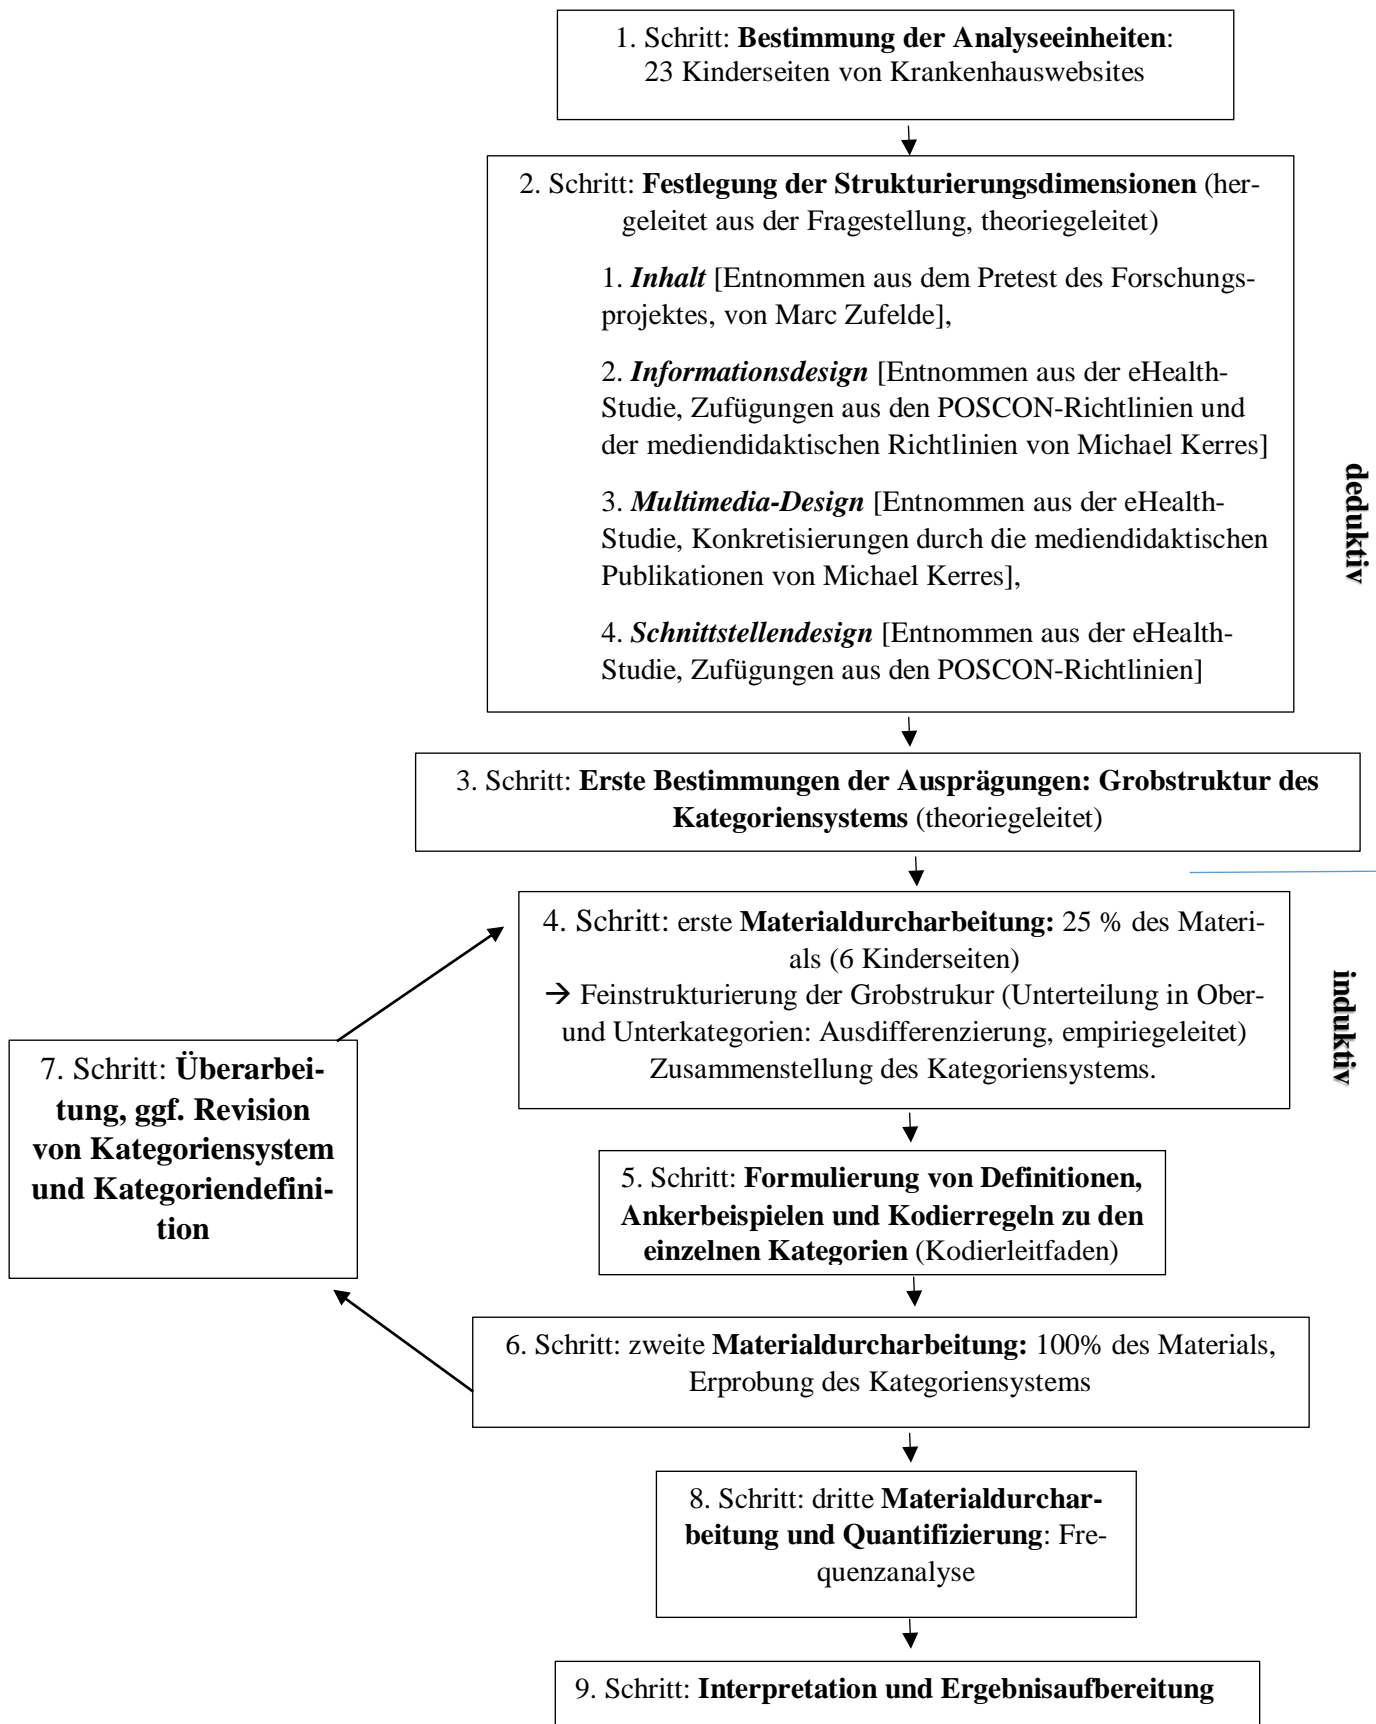 1. Schritt: Bestimmung der Analyseeinheiten:
23 Kinderseiten von Krankenhauswebsites
2. Schritt: Festlegung der Strukturierungsdimensionen (her-
geleitet aus der Fragestellung, theoriegeleitet)
1. Inhalt [Entnommen aus dem Pretest des Forschungs-
projektes, von Marc Zufelde],
2. Informationsdesign [Entnommen aus der eHealth-
Studie, Zufügungen aus den POSCON-Richtlinien und
der mediendidaktischen Richtlinien von Michael Kerres]
3. Multimedia-Design [Entnommen aus der eHealth-
Studie, Konkretisierungen durch die mediendidaktischen
Publikationen von Michael Kerres],
4. Schnittstellendesign [Entnommen aus der eHealth-
Studie, Zufügungen aus den POSCON-Richtlinien]
deduktiv
3. Schritt: Erste Bestimmungen der Ausprägungen: Grobstruktur des
Kategoriensystems (theoriegeleitet)
4. Schritt: erste Materialdurcharbeitung: 25 % des Materi-
als (6 Kinderseiten)
→ Feinstrukturierung der Grobstrukur (Unterteilung in Ober-
und Unterkategorien: Ausdifferenzierung, empiriegeleitet)
Zusammenstellung des Kategoriensystems.
induktiv
5. Schritt: Formulierung von Definitionen,
Ankerbeispielen und Kodierregeln zu den
einzelnen Kategorien (Kodierleitfaden)
6. Schritt: zweite Materialdurcharbeitung: 100% des Materials,
Erprobung des Kategoriensystems
7. Schritt: Überarbei-
tung, ggf. Revision
von Kategoriensystem
und Kategoriendefini-
tion
8. Schritt: dritte Materialdurchar-
beitung und Quantifizierung: Fre-
quenzanalyse
9. Schritt: Interpretation und Ergebnisaufbereitung